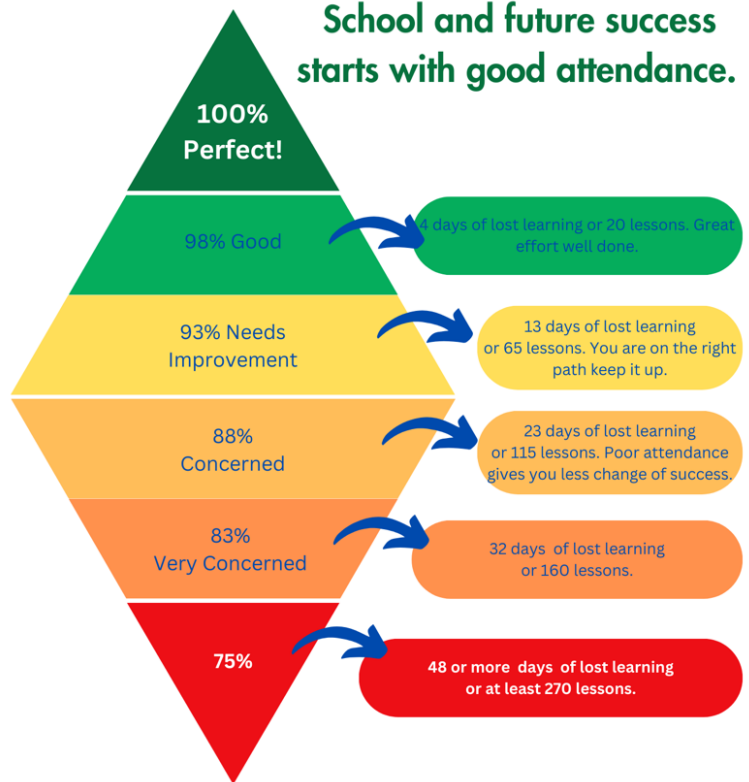 School and future success
starts with good attendance.
100%
Perfect!
98% Good
4 days of lost learning or 20 lessons. Great
effort well done.
93% Needs
Improvement
13 days of lost learning
or 65 lessons. You are on the right
path keep it up.
88%
Concerned
23 days of lost learning
or 115 lessons. Poor attendance
gives you less change of success.
83%
Very Concerned
32 days of lost learning
or 160 lessons.
75%
48 or more days of lost learning
or at least 270 lessons.